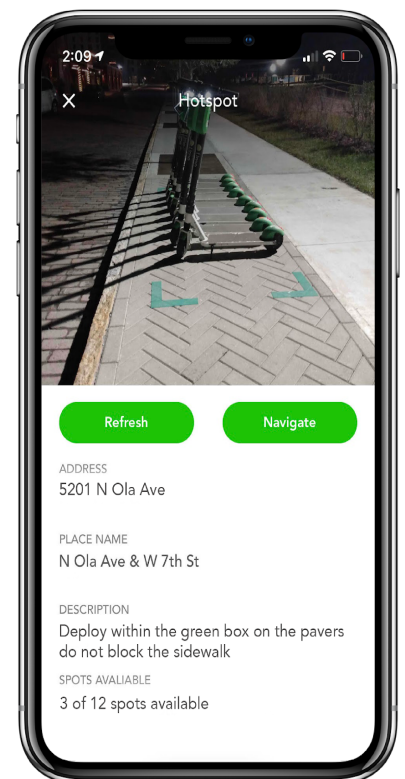 2:09
Hotspot
Refresh
Navigate
ADDRESS
5201 N Ola Ave
PLACE NAME
N Ola Ave & W 7th St
DESCRIPTION
Deploy within the green box on the pavers
do not block the sidewalk
SPOTS AVALIABLE
3 of 12 spots available